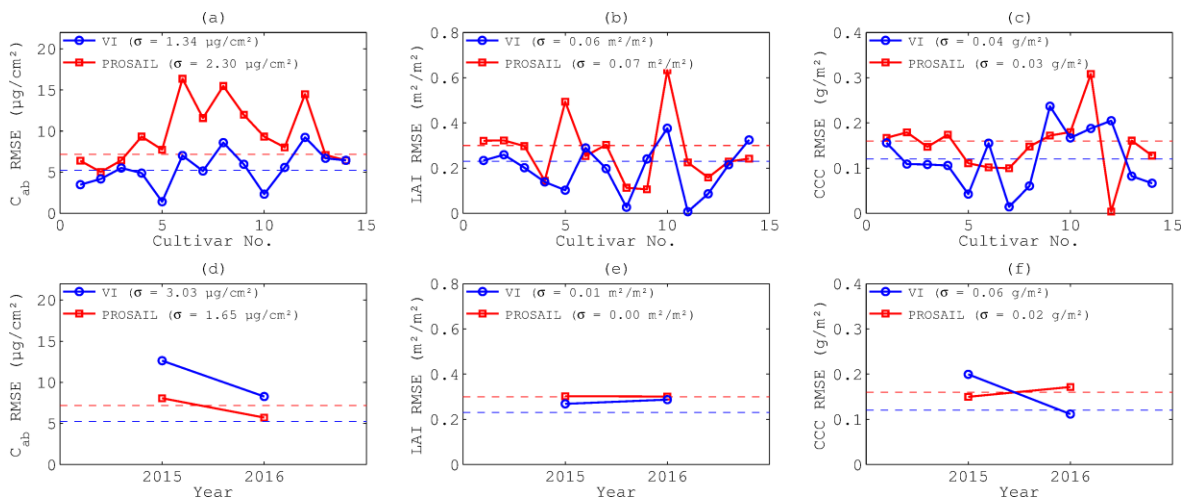 (a)
C_ab RMSE (μg/cm²)
20
15
10
5
0
VI (σ = 1.34 μg/cm²)
PROSAIL (σ = 2.30 μg/cm²)
0 5 10 15
Cultivar No.
(b)
LAI RMSE (m²/m²)
0.8
0.6
0.4
0.2
0
VI (σ = 0.06 m²/m²)
PROSAIL (σ = 0.07 m²/m²)
0 5 10 15
Cultivar No.
(c)
CCC RMSE (g/m²)
0.4
0.3
0.2
0.1
0
VI (σ = 0.04 g/m²)
PROSAIL (σ = 0.03 g/m²)
0 5 10 15
Cultivar No.
(d)
C_ab RMSE (μg/cm²)
20
15
10
5
0
VI (σ = 3.03 μg/cm²)
PROSAIL (σ = 1.65 μg/cm²)
2015 2016
Year
(e)
LAI RMSE (m²/m²)
0.8
0.6
0.4
0.2
0
VI (σ = 0.01 m²/m²)
PROSAIL (σ = 0.00 m²/m²)
2015 2016
Year
(f)
CCC RMSE (g/m²)
0.4
0.3
0.2
0.1
0
VI (σ = 0.06 g/m²)
PROSAIL (σ = 0.02 g/m²)
2015 2016
Year